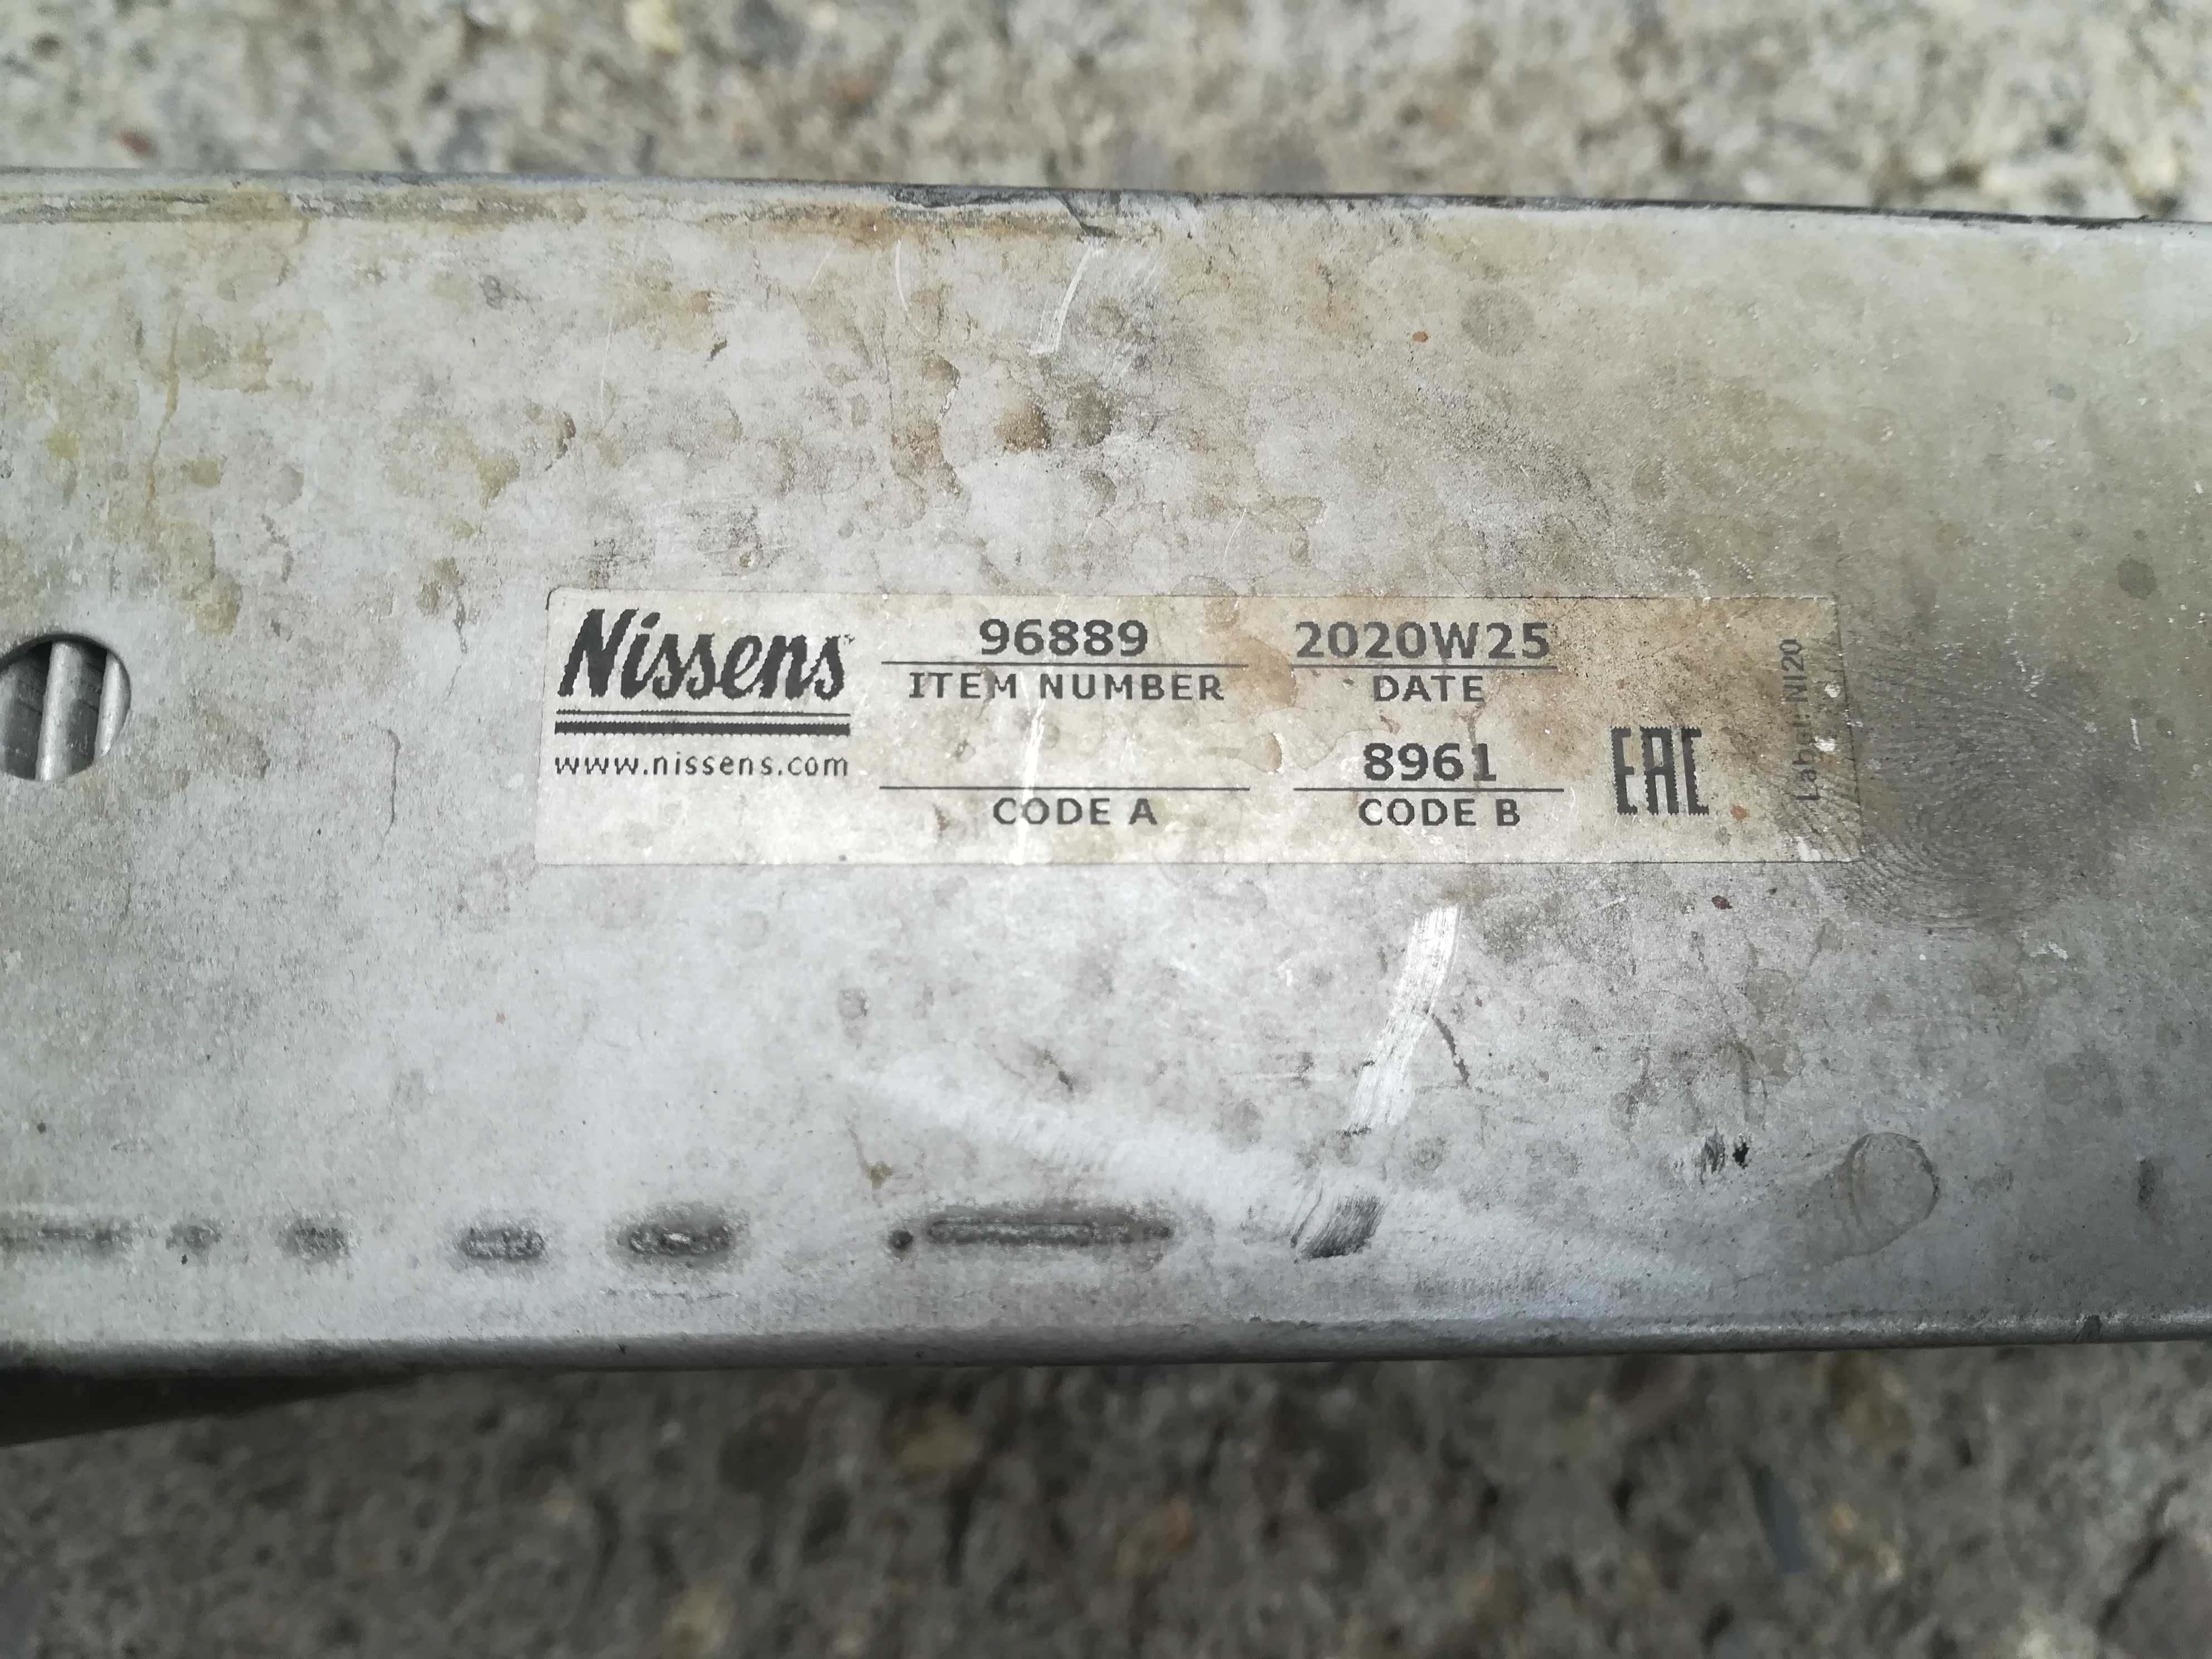 Nissens
www.nissens.com
96889
ITEM NUMBER
CODE A
2020W25
DATE
8961
CODE B
EAC
Label: NI20